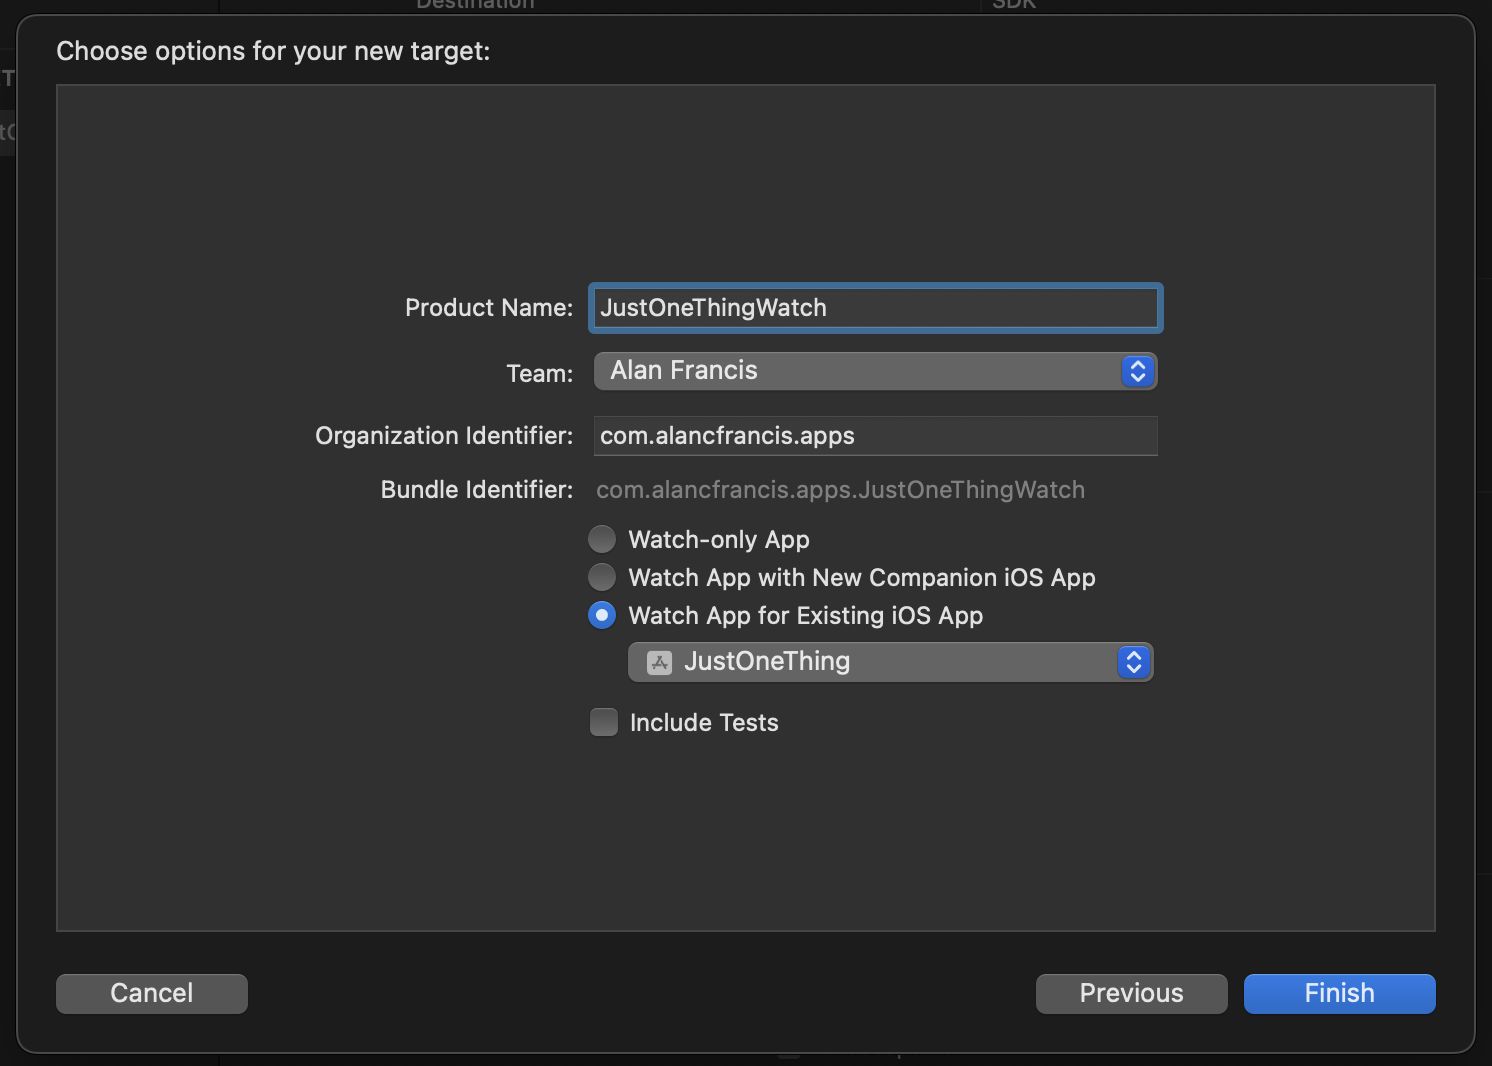 Destination
SDK
Choose options for your new target:
Product Name: JustOneThingWatch
Team: Alan Francis
Organization Identifier: com.alancfrancis.apps
Bundle Identifier: com.alancfrancis.apps.JustOneThingWatch
Watch-only App
Watch App with New Companion iOS App
Watch App for Existing iOS App
JustOneThing
Include Tests
Cancel
Previous
Finish